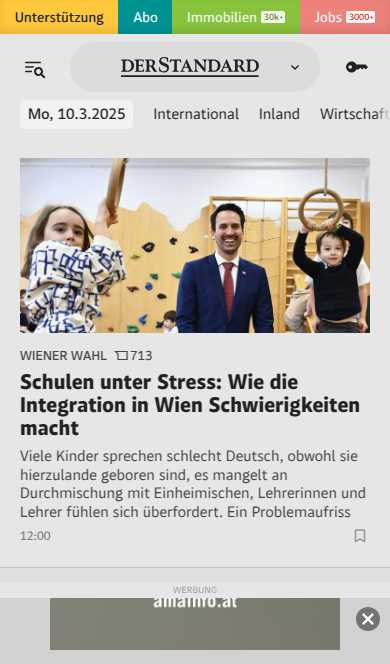 Unterstützung Abo Immobilien 30k+ Jobs 3000+
DERSTANDARD
Mo, 10.3.2025 International Inland Wirtschaft
WIENER WAHL 713
Schulen unter Stress: Wie die
Integration in Wien Schwierigkeiten
macht
Viele Kinder sprechen schlecht Deutsch, obwohl sie
hierzulande geboren sind, es mangelt an
Durchmischung mit Einheimischen, Lehrerinnen und
Lehrer fühlen sich überfordert. Ein Problemaufriss
12:00
WERBUNG
amainfo.at